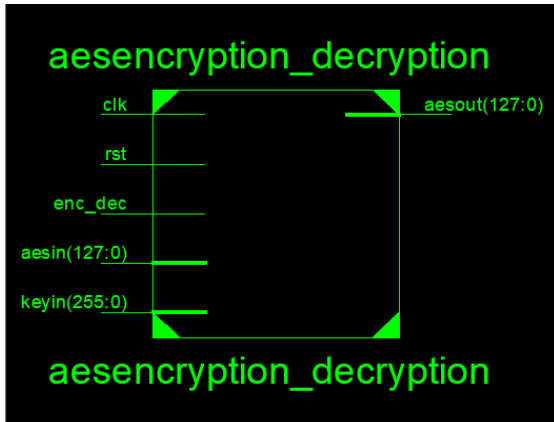 aesencryption_decryption
clk
aesout(127:0)
rst
enc_dec
aesin(127:0)
keyin(255:0)
aesencryption_decryption